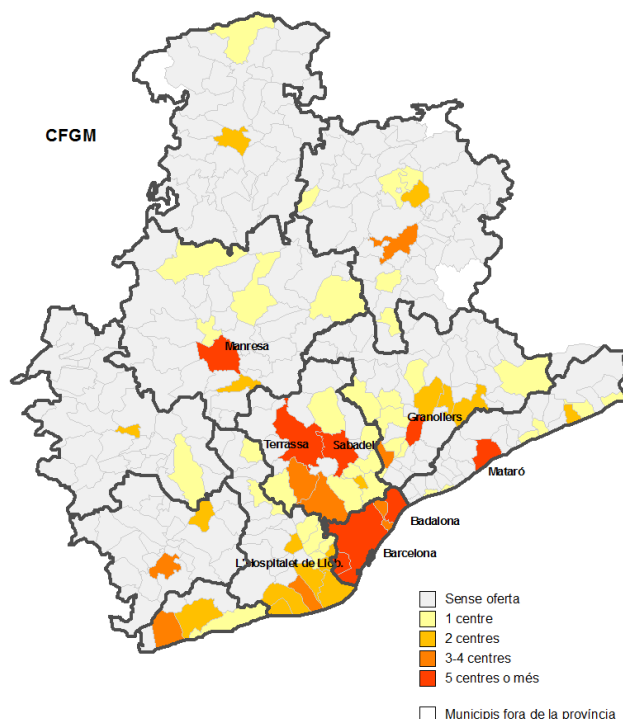 CFGM
Manresa
Granollers
Terrassa
Sabadell
Mataró
Badalona
Barcelona
L'Hospitalet de Llob.
Sense oferta
1 centre
2 centres
3-4 centres
5 centres o més
Municipis fora de la província